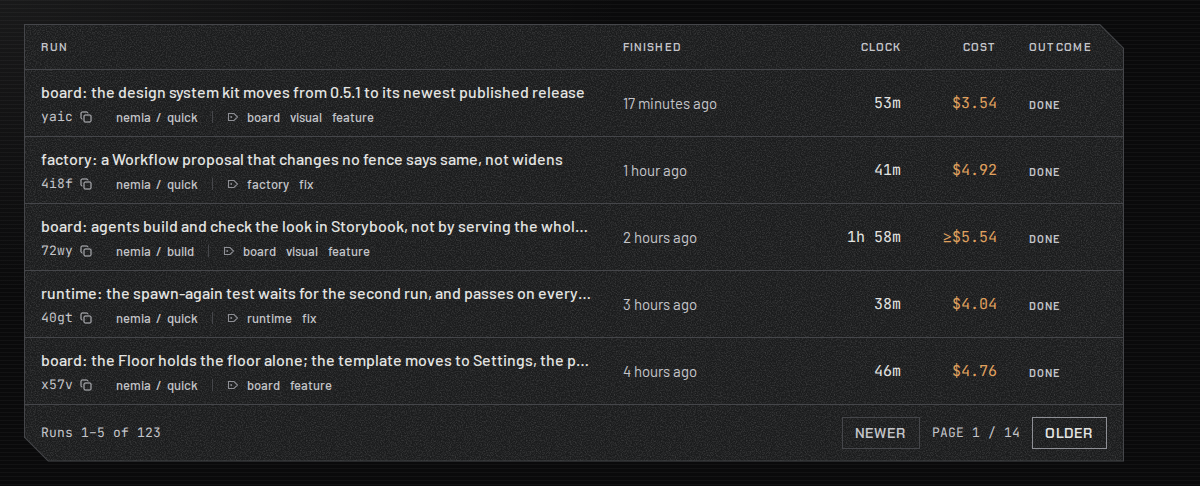 RUN FINISHED CLOCK COST OUTCOME
board: the design system kit moves from 0.5.1 to its newest published release
17 minutes ago 53m $3.54 DONE
yaic nemia / quick board visual feature
factory: a Workflow proposal that changes no fence says same, not widens
1 hour ago 41m $4.92 DONE
4i8f nemia / quick factory fix
board: agents build and check the look in Storybook, not by serving the whol...
2 hours ago 1h 58m ≥$5.54 DONE
72wy nemia / build board visual feature
runtime: the spawn-again test waits for the second run, and passes on every...
3 hours ago 38m $4.04 DONE
40gt nemia / quick runtime fix
board: the Floor holds the floor alone; the template moves to Settings, the p...
4 hours ago 46m $4.76 DONE
x57v nemia / quick board feature
Runs 1-5 of 123 NEWER PAGE 1 / 14 OLDER